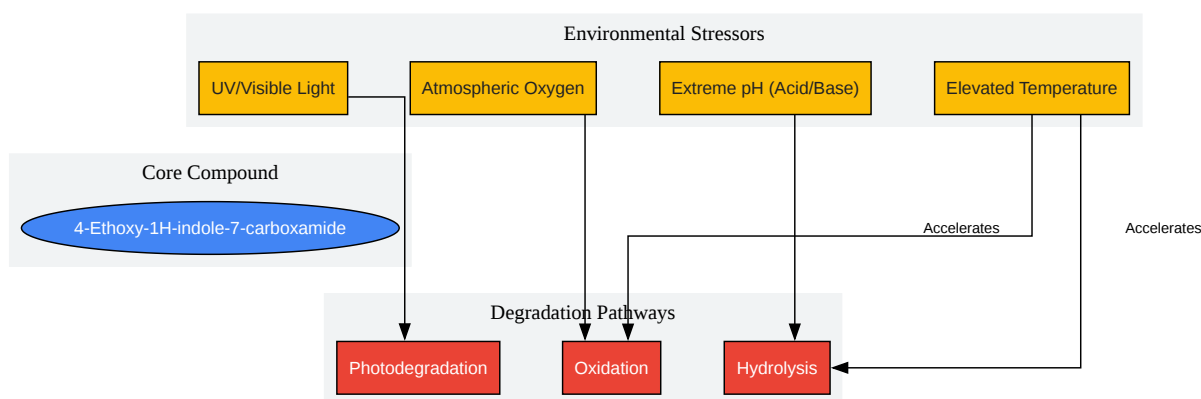 Environmental Stressors
UV/Visible Light
Atmospheric Oxygen
Extreme pH (Acid/Base)
Elevated Temperature
Core Compound
4-Ethoxy-1H-indole-7-carboxamide
Accelerates
Accelerates
Degradation Pathways
Photodegradation
Oxidation
Hydrolysis